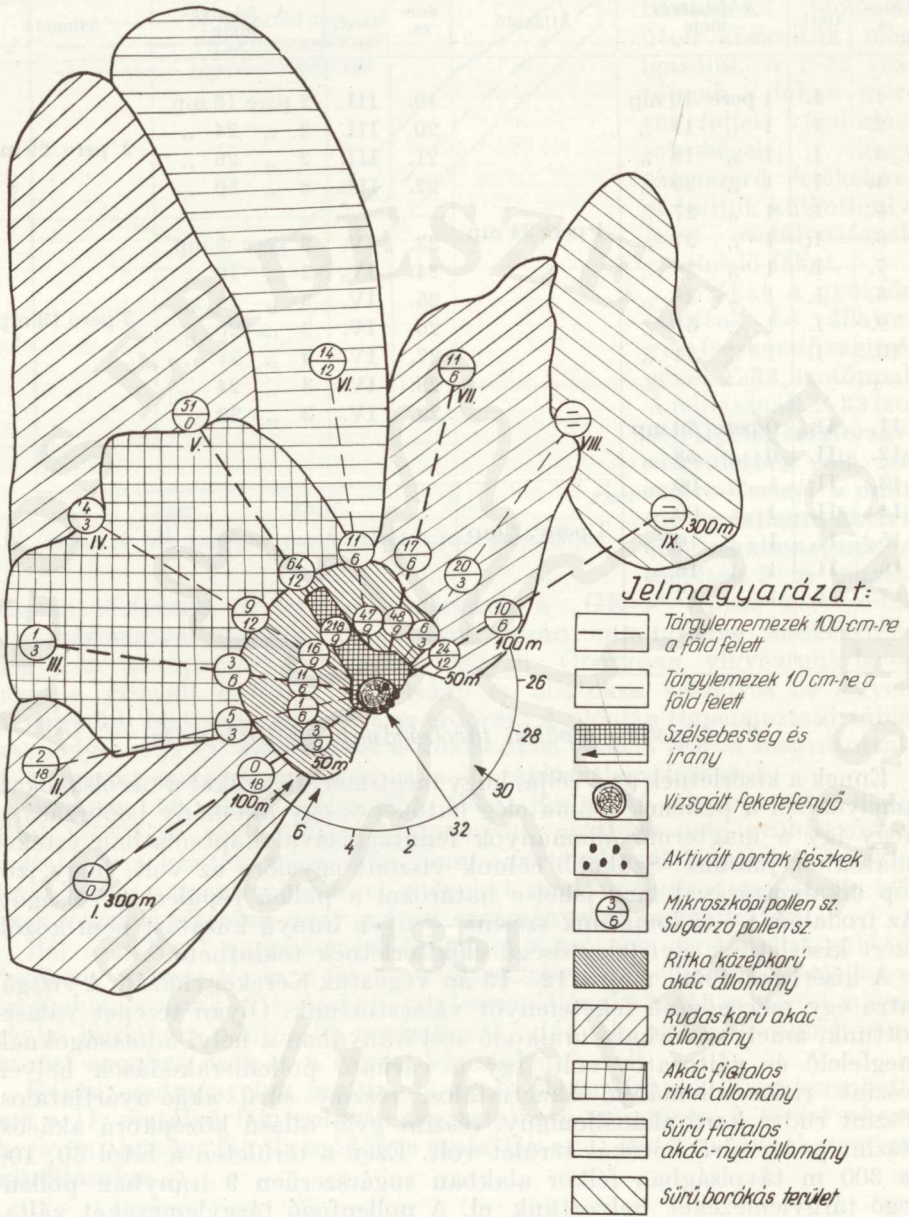 14
12
VI.
11
6
VII.
51
0
V.
—
—
VIII.
4
3
IV.
—
—
300m
IX.
11
6
17
6
64
12
20
3
9
12
47
9
48
9
6
3
10
6
218
9
24
12
100m
1
3
III.
16
9
50m
3
6
11
6
26
1
6
5
3
3
9
28
2
18
II.
0
18
50m
30
100m
6
2
32
1
0
I. 300m
Jelmagyarázat:
Tárgylememezek 100-cm-re
a föld felett
Tárgylemezek 10 cm-re a
föld felett
Szélsebesség és
irány
Vizsgált feketefenyő
Aktivált portok fészkek
3
6
Mikroszkópi pollen sz.
Sugárzó pollen sz.
Ritka középkorú
akác állomány
Rudaskorú akác
állomány
Akác fiatalos
ritka állomány
Sűrű fiatalos
akác-nyár állomány
Sűrű borókás terület